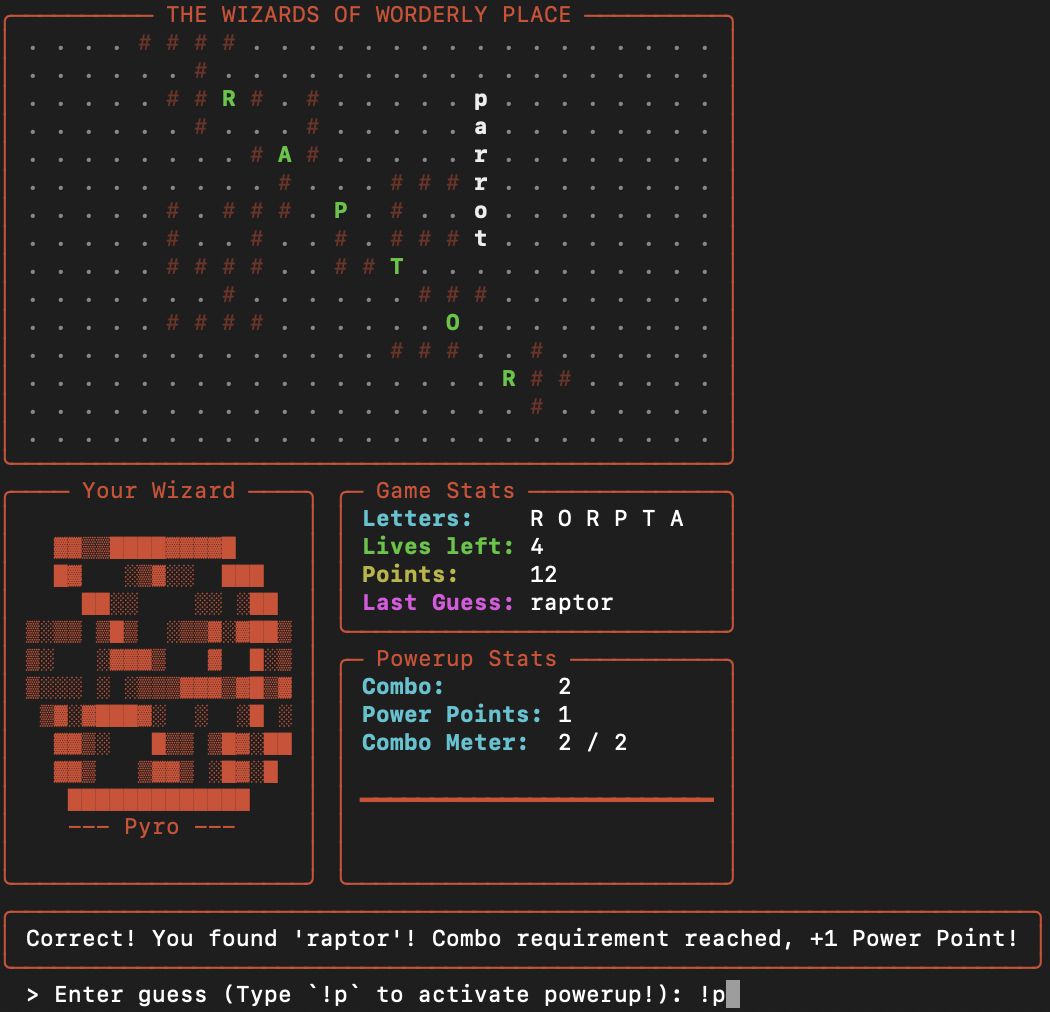 THE WIZARDS OF WORDERLY PLACE
. . . . # # # # . . . . . . . . . . . . . . . . .
. . . . . . # . . . . . . . . . . . . . . . . . .
. . . . . # # R # . # . . . . . p . . . . . . . .
. . . . . . # . . . # . . . . . a . . . . . . . .
. . . . . . . . # A # . . . . . r . . . . . . . .
. . . . . . . . . # . . . # # # r . . . . . . . .
. . . . . # . # # # . P . # . . o . . . . . . . .
. . . . . # . . # . . # . # # # t . . . . . . . .
. . . . . # # # # . . # # T . . . . . . . . . . .
. . . . . . . # . . . . . . # # # . . . . . . . .
. . . . . # # # # . . . . . . O . . . . . . . . .
. . . . . . . . . . . . . # # # . . # . . . . . .
. . . . . . . . . . . . . . . . . R # # . . . . .
. . . . . . . . . . . . . . . . . . # . . . . . .
. . . . . . . . . . . . . . . . . . . . . . . . .
Your Wizard
--- Pyro ---
Game Stats
Letters: R O R P T A
Lives left: 4
Points: 12
Last Guess: raptor
Powerup Stats
Combo: 2
Power Points: 1
Combo Meter: 2 / 2
Correct! You found 'raptor'! Combo requirement reached, +1 Power Point!
> Enter guess (Type `!p` to activate powerup!): !p